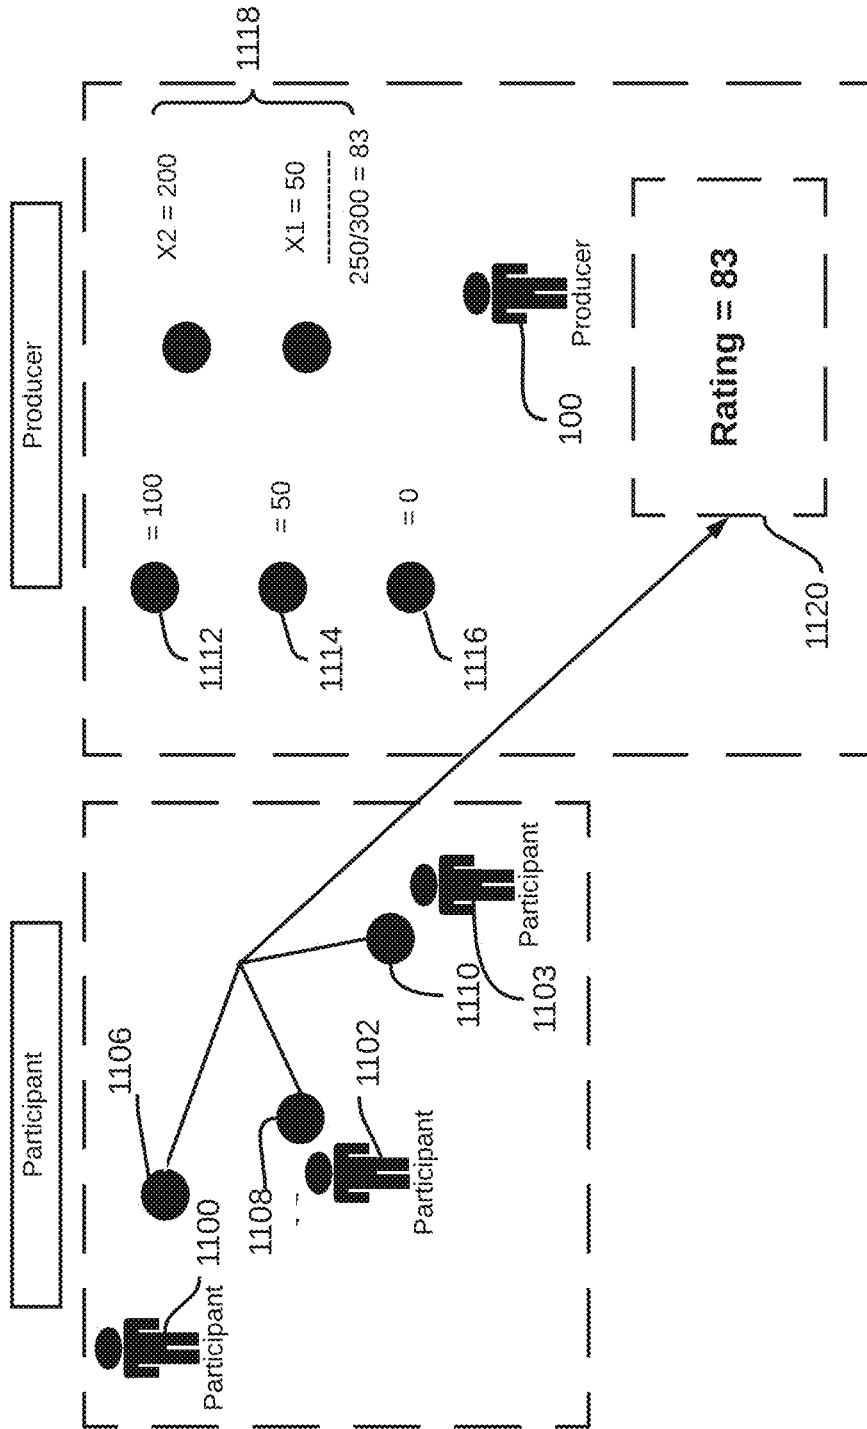 Participant
Producer
1106
1100
Participant
1108
1102
Participant
1110
1103
Participant
= 100
1112
= 50
1114
= 0
1116
X2 = 200
X1 = 50
250/300 = 83
1118
Producer
100
Rating = 83
1120